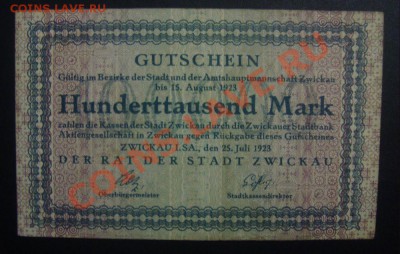 COINS.LAVE.RU
GUTSCHEIN
Gültig im Bezirke der Stadt und der Amtshauptmannschaft Zwickau
bis 15. August 1923
Hunderttausend Mark
zahlen die Kassen der Stadt Zwickau durch die Zwickauer Stadtbank
Aktiengesellschaft in Zwickau gegen Rückgabe dieses Gutscheines
ZWICKAU I.SA., den 25. Juli 1923
DER RAT DER STADT ZWICKAU
Oberbürgermeister Stadtkassendirektor
COINS.LAVE.RU